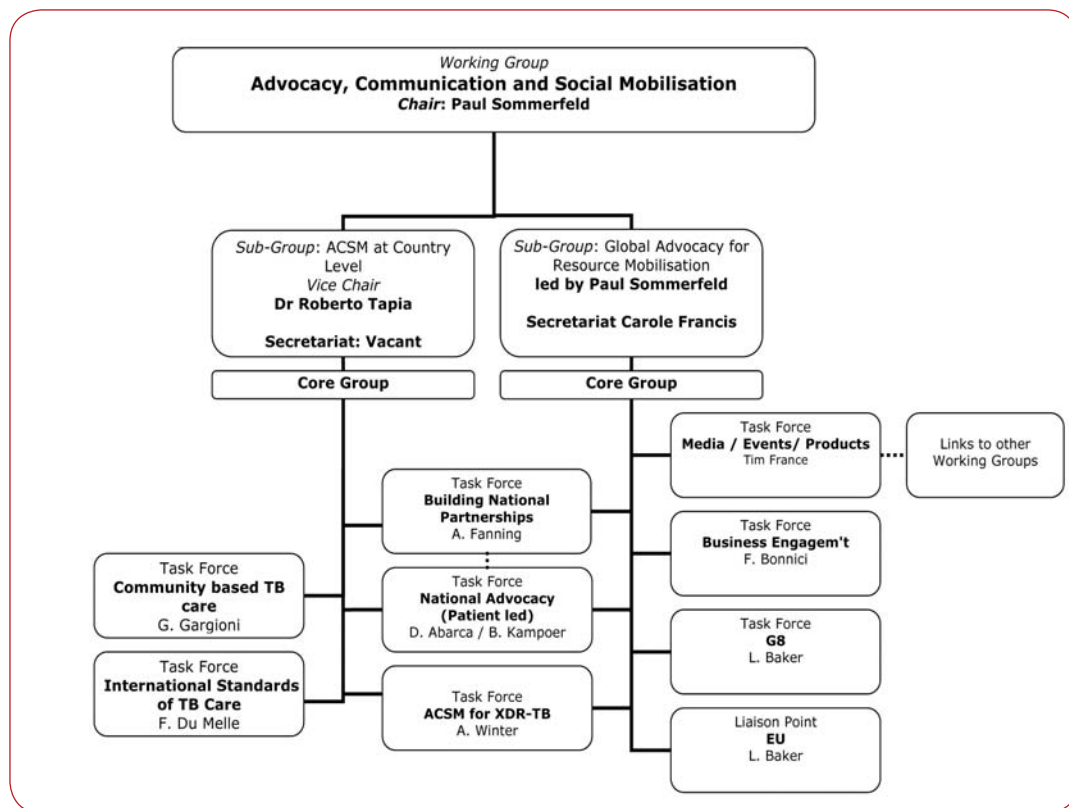 Working Group
Advocacy, Communication and Social Mobilisation
Chair: Paul Sommerfeld
Sub-Group: ACSM at Country
Level
Vice Chair
Dr Roberto Tapia
Secretariat: Vacant
Sub-Group: Global Advocacy for
Resource Mobilisation
led by Paul Sommerfeld
Secretariat Carole Francis
Core Group
Core Group
Task Force
Media / Events/ Products
Tim France
Links to other
Working Groups
Task Force
Building National
Partnerships
A. Fanning
Task Force
Business Engagem't
F. Bonnici
Task Force
Community based TB
care
G. Gargioni
Task Force
National Advocacy
(Patient led)
D. Abarca / B. Kampoer
Task Force
G8
L. Baker
Task Force
International Standards
of TB Care
F. Du Melle
Task Force
ACSM for XDR-TB
A. Winter
Liaison Point
EU
L. Baker